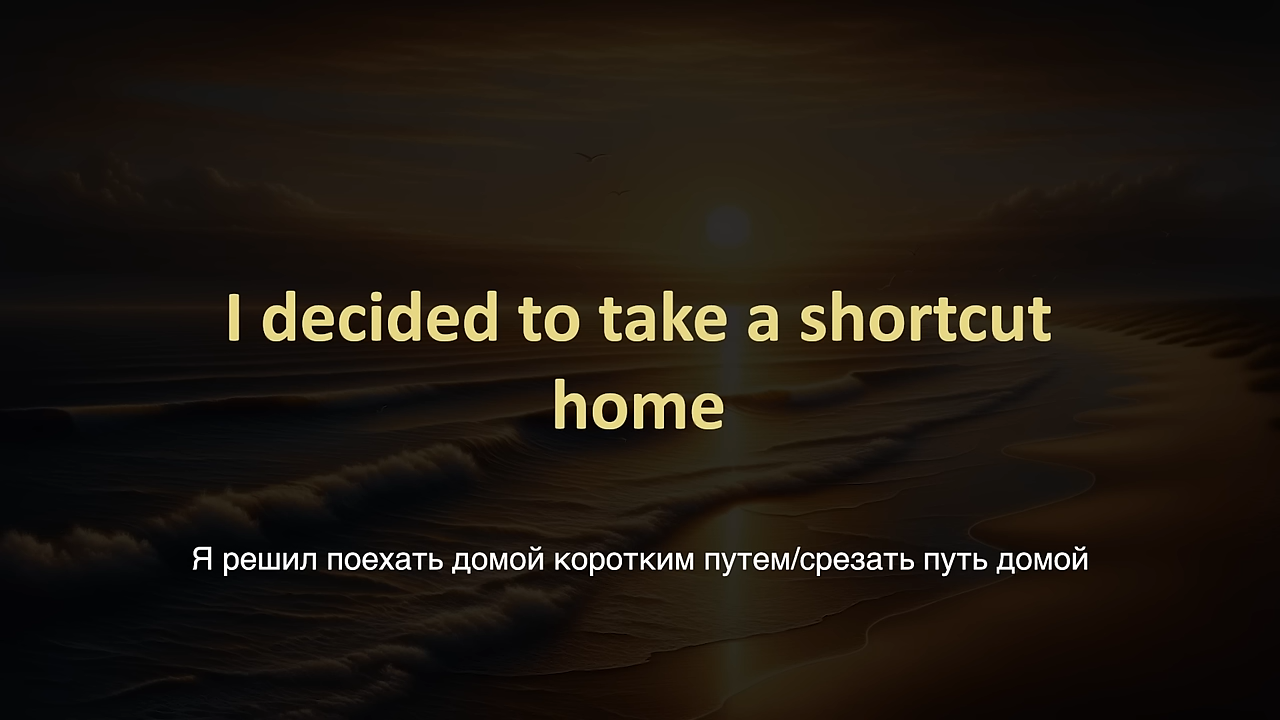 I decided to take a shortcut
home
Я решил поехать домой коротким путем/срезать путь домой